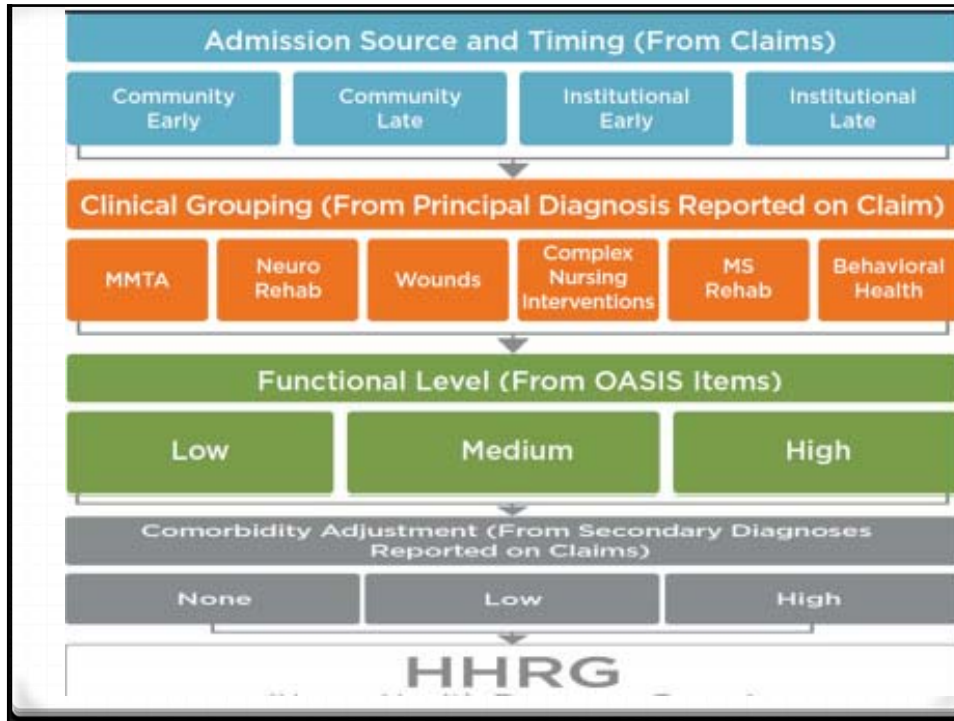 Admission Source and Timing (From Claims)
Community
Early
Community
Late
Institutional
Early
Institutional
Late
Clinical Grouping (From Principal Diagnosis Reported on Claim)
MMTA
Neuro
Rehab
Wounds
Complex
Nursing
Interventions
MS
Rehab
Behavioral
Health
Functional Level (From OASIS Items)
Low
Medium
High
Comorbidity Adjustment (From Secondary Diagnoses
Reported on Claims)
None
Low
High
HHRG